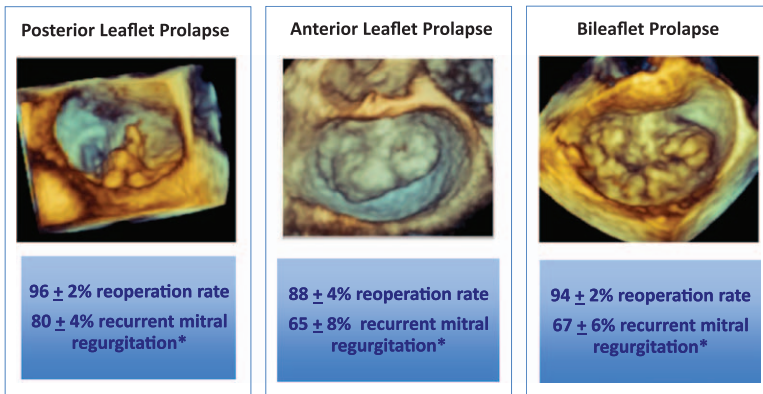 Posterior Leaflet Prolapse
96 ± 2% reoperation rate
80 ± 4% recurrent mitral
regurgitation*
Anterior Leaflet Prolapse
88 ± 4% reoperation rate
65 ± 8% recurrent mitral
regurgitation*
Bileaflet Prolapse
94 ± 2% reoperation rate
67 ± 6% recurrent mitral
regurgitation*